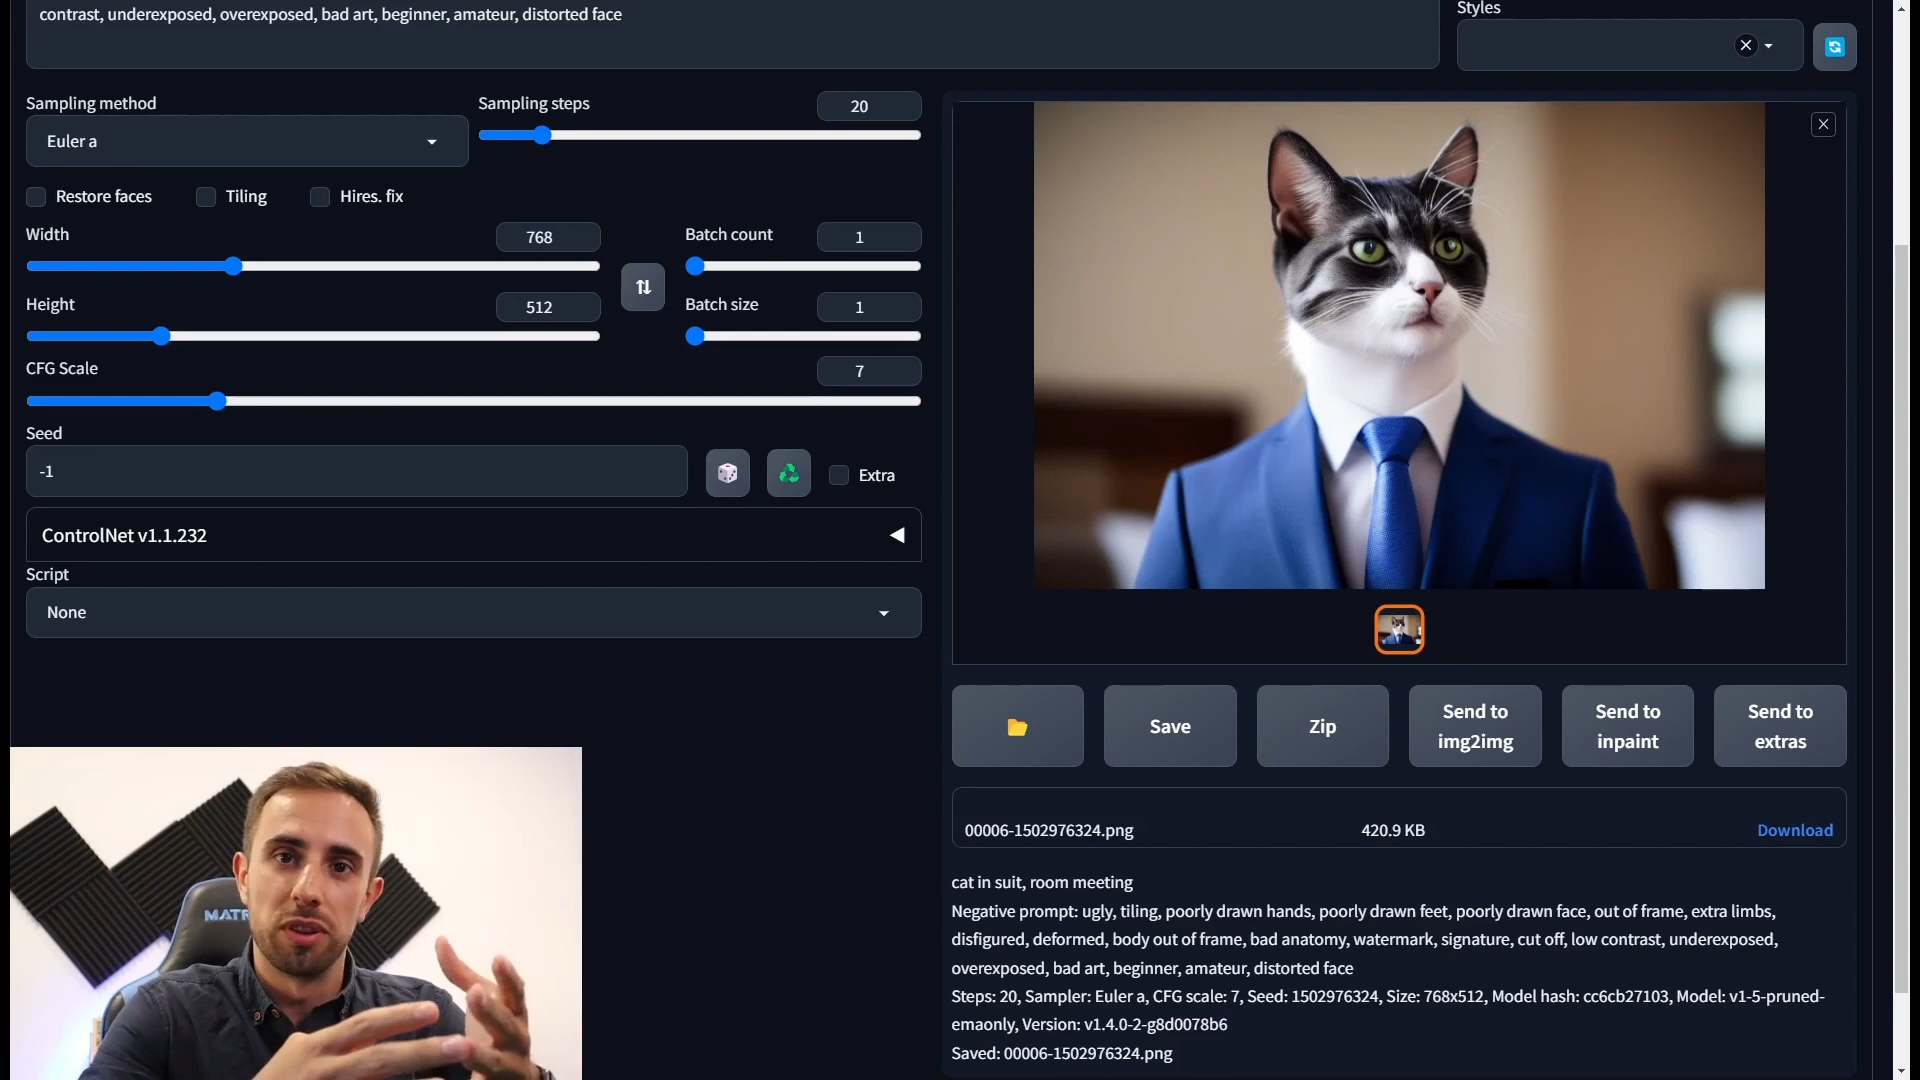 contrast, underexposed, overexposed, bad art, beginner, amateur, distorted face
Styles
Sampling method
Sampling steps
20
Euler a
Restore faces
Tiling
Hires. fix
Width
768
Batch count
1
Height
512
Batch size
1
CFG Scale
7
Seed
-1
Extra
ControlNet v1.1.232
Script
None
Save
Zip
Send to
img2img
Send to
inpaint
Send to
extras
00006-1502976324.png
420.9 KB
Download
cat in suit, room meeting
Negative prompt: ugly, tiling, poorly drawn hands, poorly drawn feet, poorly drawn face, out of frame, extra limbs,
disfigured, deformed, body out of frame, bad anatomy, watermark, signature, cut off, low contrast, underexposed,
overexposed, bad art, beginner, amateur, distorted face
Steps: 20, Sampler: Euler a, CFG scale: 7, Seed: 1502976324, Size: 768x512, Model hash: cc6cb27103, Model: v1-5-pruned-
emaonly, Version: v1.4.0-2-g8d0078b6
Saved: 00006-1502976324.png
MATR